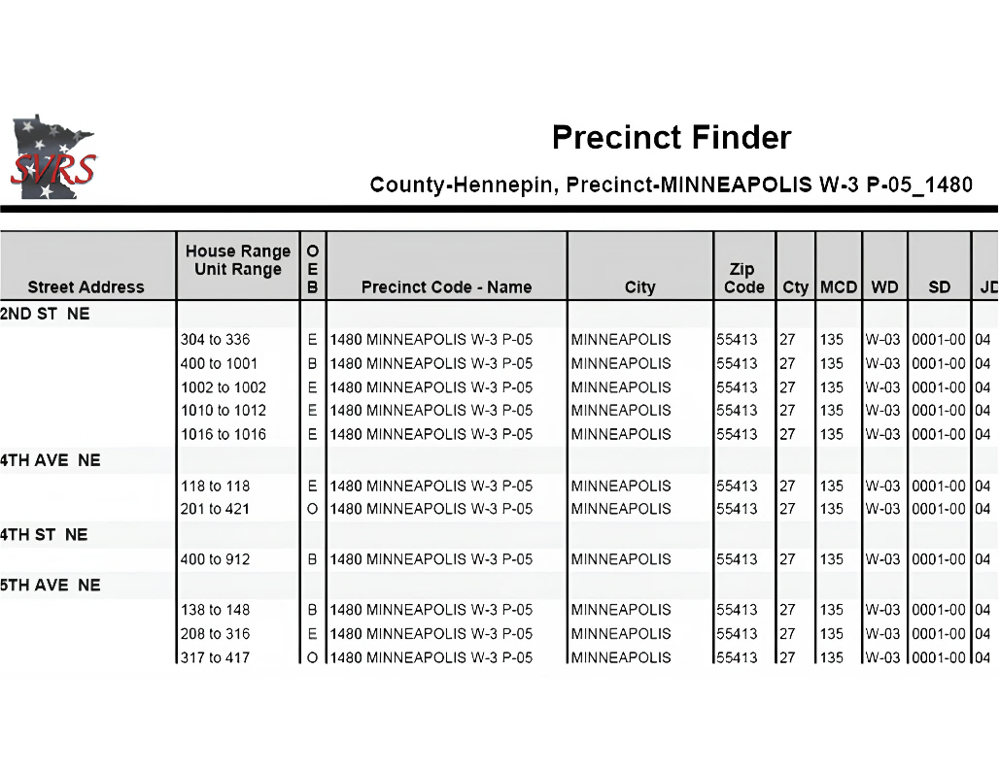 SVRS
Precinct Finder
County-Hennepin, Precinct-MINNEAPOLIS W-3 P-05_1480
Street Address House Range Unit Range O E B Precinct Code - Name City Zip Code Cty MCD WD SD JD
2ND ST NE
304 to 336 E 1480 MINNEAPOLIS W-3 P-05 MINNEAPOLIS 55413 27 135 W-03 0001-00 04
400 to 1001 B 1480 MINNEAPOLIS W-3 P-05 MINNEAPOLIS 55413 27 135 W-03 0001-00 04
1002 to 1002 E 1480 MINNEAPOLIS W-3 P-05 MINNEAPOLIS 55413 27 135 W-03 0001-00 04
1010 to 1012 E 1480 MINNEAPOLIS W-3 P-05 MINNEAPOLIS 55413 27 135 W-03 0001-00 04
1016 to 1016 E 1480 MINNEAPOLIS W-3 P-05 MINNEAPOLIS 55413 27 135 W-03 0001-00 04
4TH AVE NE
118 to 118 E 1480 MINNEAPOLIS W-3 P-05 MINNEAPOLIS 55413 27 135 W-03 0001-00 04
201 to 421 O 1480 MINNEAPOLIS W-3 P-05 MINNEAPOLIS 55413 27 135 W-03 0001-00 04
4TH ST NE
400 to 912 B 1480 MINNEAPOLIS W-3 P-05 MINNEAPOLIS 55413 27 135 W-03 0001-00 04
5TH AVE NE
138 to 148 B 1480 MINNEAPOLIS W-3 P-05 MINNEAPOLIS 55413 27 135 W-03 0001-00 04
208 to 316 E 1480 MINNEAPOLIS W-3 P-05 MINNEAPOLIS 55413 27 135 W-03 0001-00 04
317 to 417 O 1480 MINNEAPOLIS W-3 P-05 MINNEAPOLIS 55413 27 135 W-03 0001-00 04